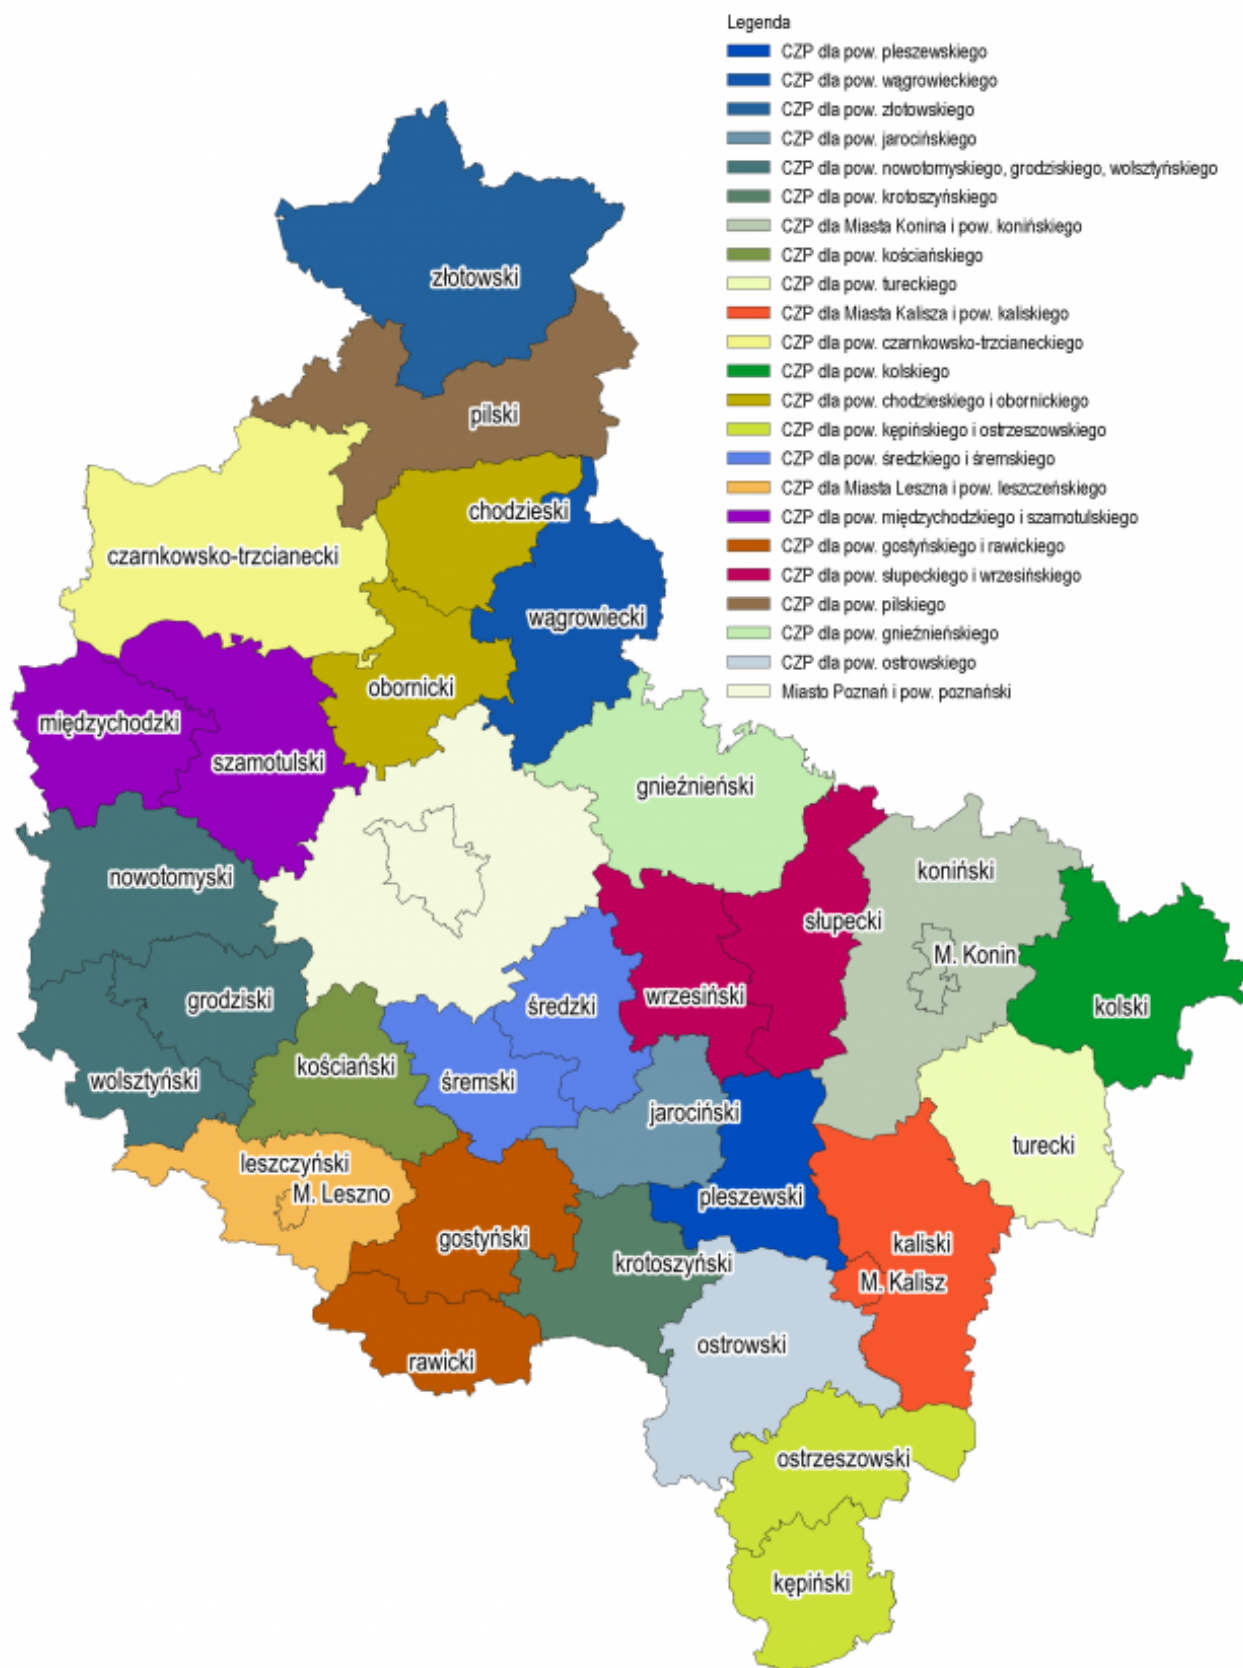 Legenda
CZP dla pow. pleszewskiego
CZP dla pow. wągrowieckiego
CZP dla pow. złotowskiego
CZP dla pow. jarocińskiego
CZP dla pow. nowotomyskiego, grodziskiego, wolsztyńskiego
CZP dla pow. krotoszyńskiego
CZP dla Miasta Konina i pow. konińskiego
CZP dla pow. kościańskiego
CZP dla pow. tureckiego
CZP dla Miasta Kalisza i pow. kaliskiego
CZP dla pow. czarnkowsko-trzcianeckiego
CZP dla pow. kolskiego
CZP dla pow. chodzieskiego i obornickiego
CZP dla pow. kępińskiego i ostrzeszowskiego
CZP dla pow. średzkiego i śremskiego
CZP dla Miasta Leszna i pow. leszczeńskiego
CZP dla pow. międzychodzkiego i szamotulskiego
CZP dla pow. gostyńskiego i rawickiego
CZP dla pow. słupeckiego i wrzesińskiego
CZP dla pow. pilskiego
CZP dla pow. gnieźnieńskiego
CZP dla pow. ostrowskiego
Miasto Poznań i pow. poznański
złotowski
pilski
chodzieski
czarnkowsko-trzcianecki
wągrowiecki
obornicki
międzychodzki
szamotulski
gnieźnieński
nowotomyski
koniński
słupecki
M. Konin
grodziski
wrzesiński
średzki
kolski
kościański
wolsztyński
śremski
jarociński
turecki
leszczyński
M. Leszno
pleszewski
gostyński
kaliski
krotoszyński
M. Kalisz
ostrowski
rawicki
ostrzeszowski
kępiński